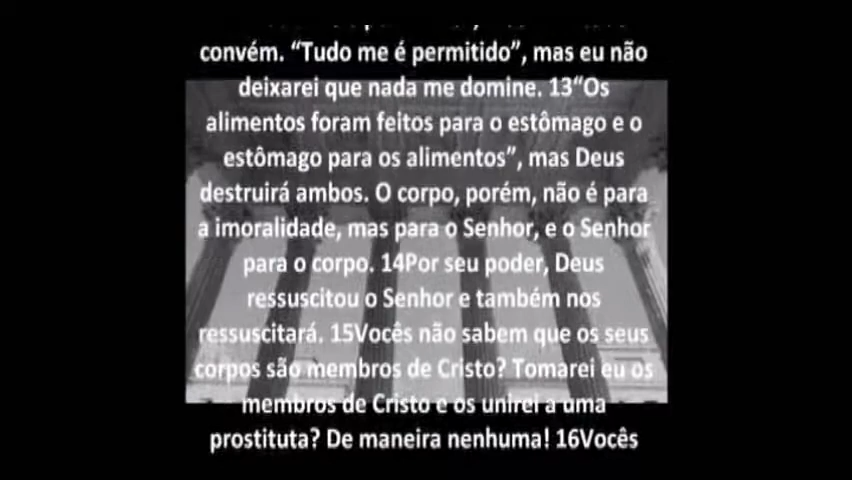 convém. “Tudo me é permitido”, mas eu não
deixarei que nada me domine. 13“Os
alimentos foram feitos para o estômago e o
estômago para os alimentos”, mas Deus
destruirá ambos. O corpo, porém, não é para
a imoralidade, mas para o Senhor, e o Senhor
para o corpo. 14Por seu poder, Deus
ressuscitou o Senhor e também nos
ressuscitará. 15Vocês não sabem que os seus
corpos são membros de Cristo? Tomarei eu os
membros de Cristo e os unirei a uma
prostituta? De maneira nenhuma! 16Vocês